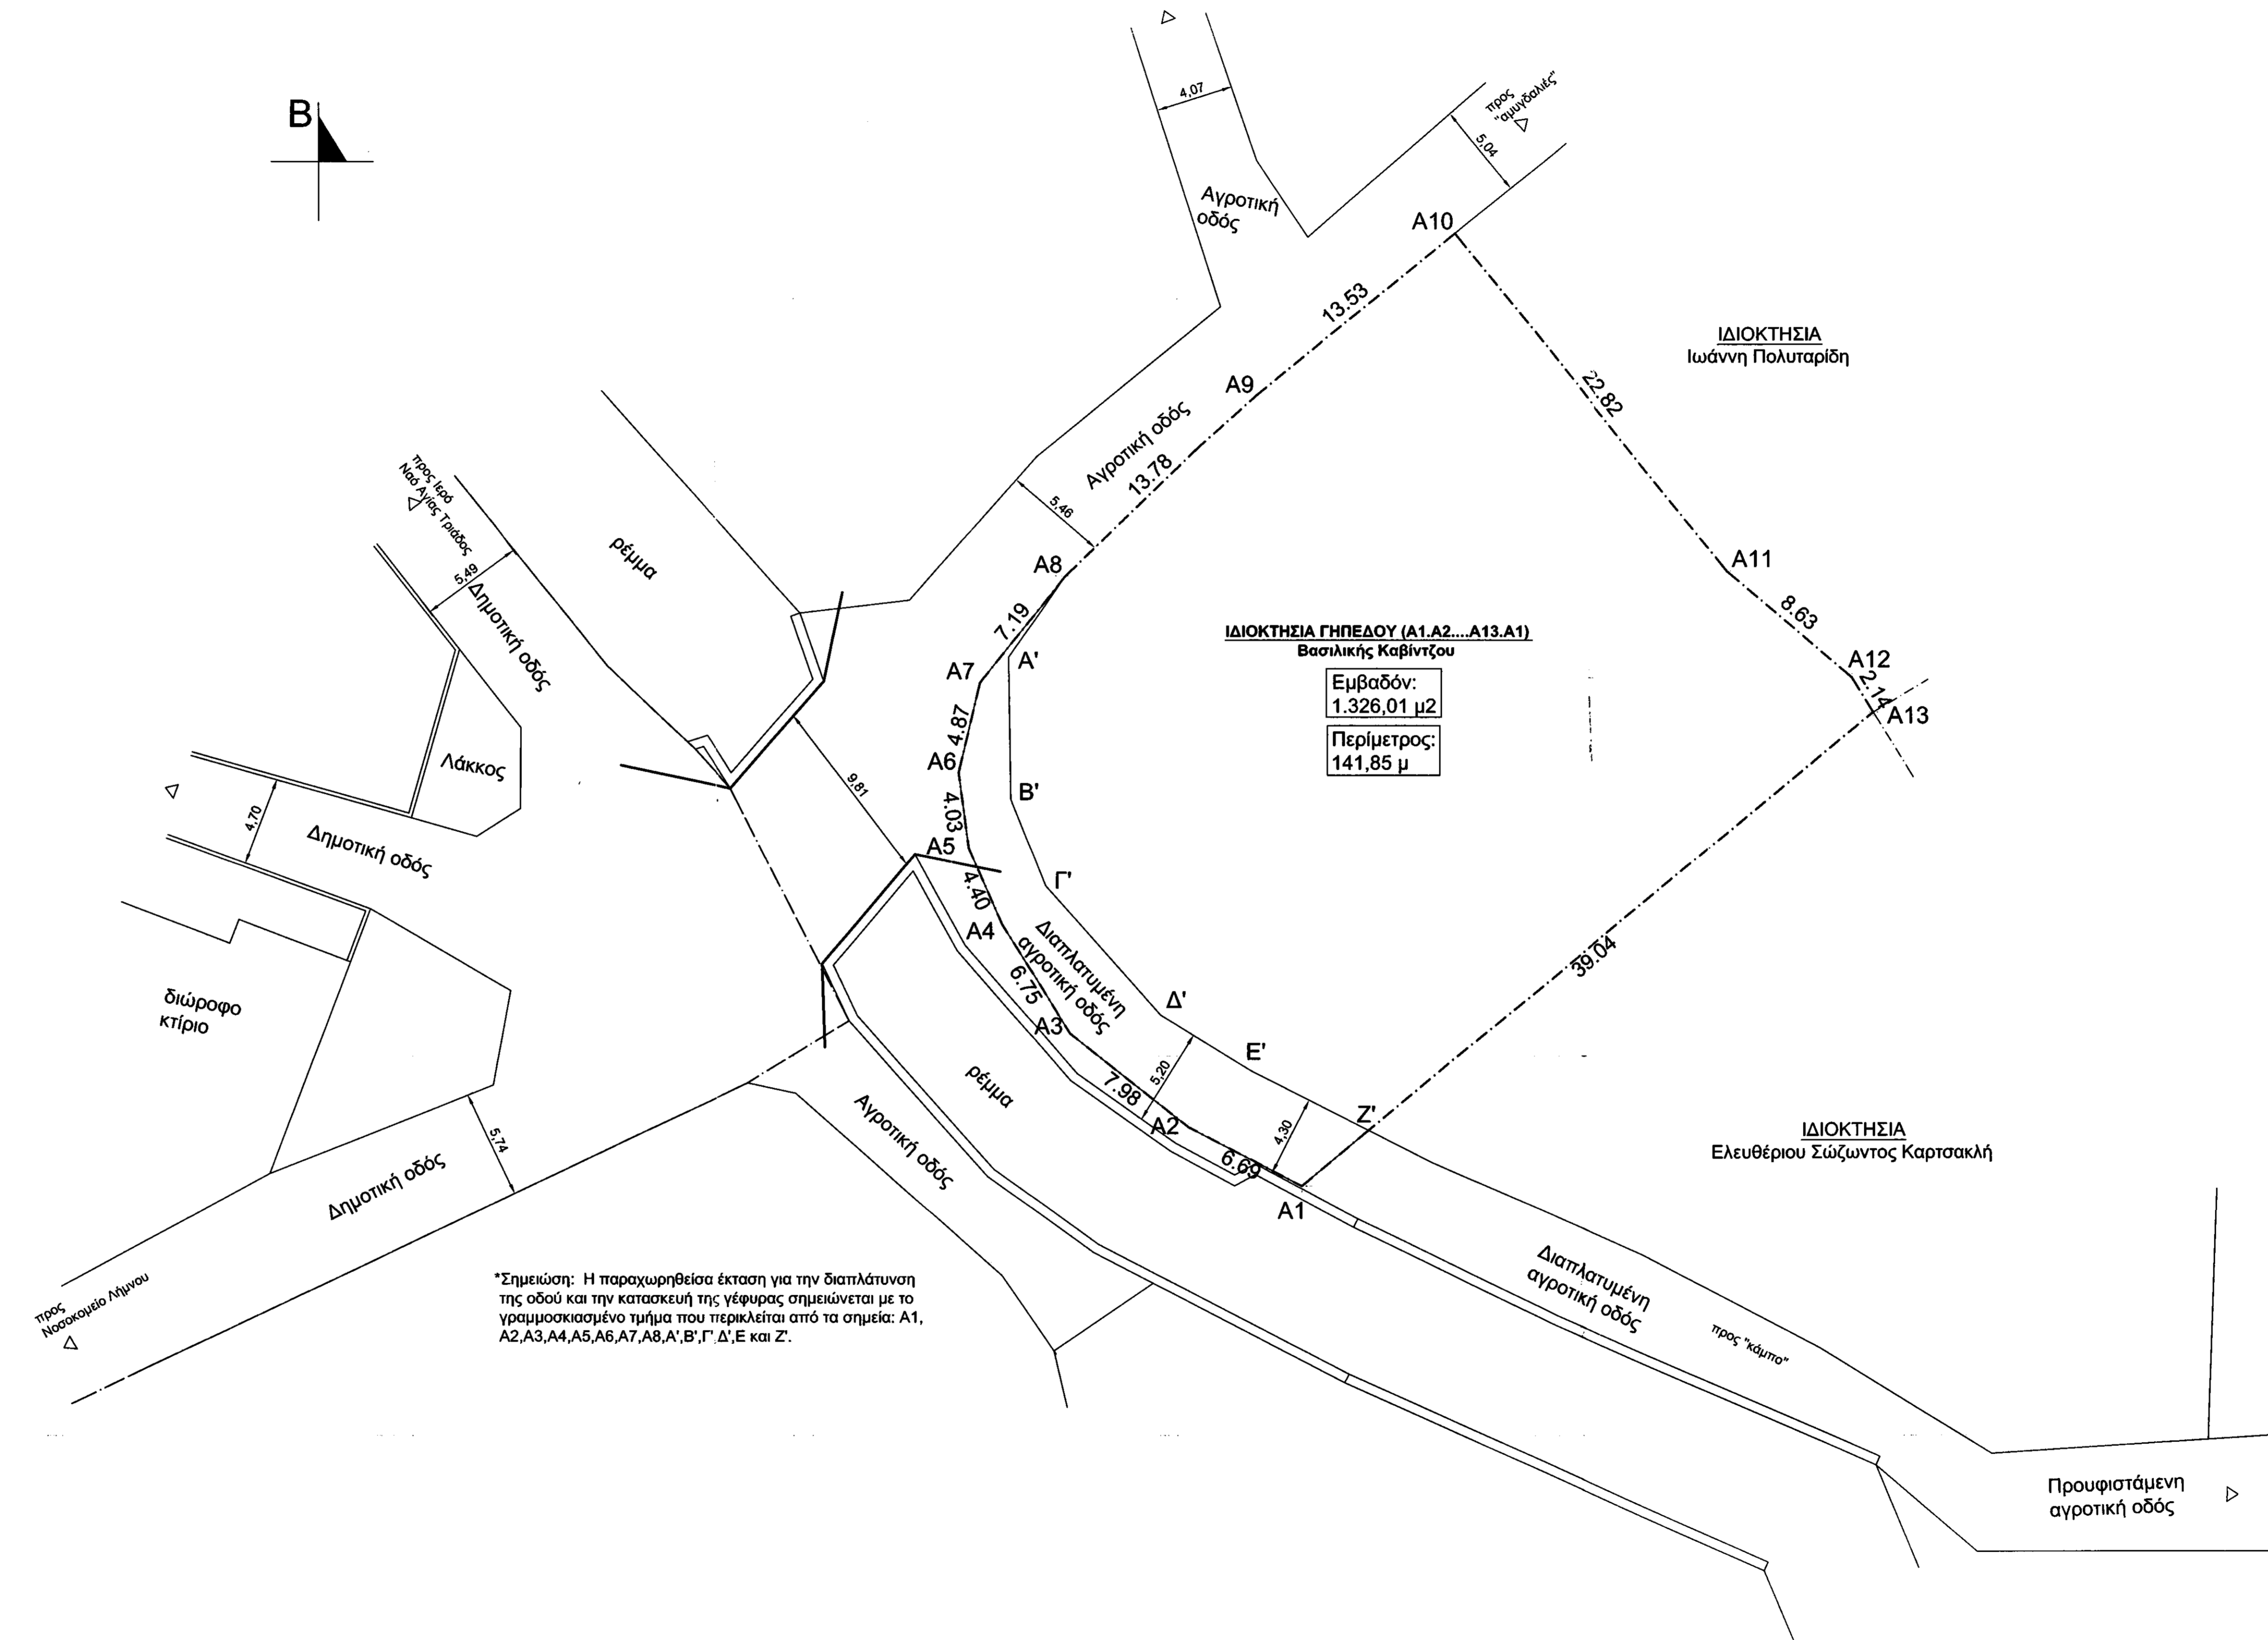 Β
4,07
προς
"αμυγδαλιές"
5,04
Αγροτική
οδός
Α10
13.53
ΙΔΙΟΚΤΗΣΙΑ
Ιωάννη Πολυταρίδη
22.82
Α9
Αγροτική οδός
13.78
5,46
προς Ιερό
Ναό Αγίας Τριάδος
5,49
Δημοτική οδός
ρέμμα
Α8
7.19
Α'
Α7
Α11
8.63
Α12
2.14
Α13
ΙΔΙΟΚΤΗΣΙΑ ΓΗΠΕΔΟΥ (Α1.Α2....Α13.Α1)
Βασιλικής Καβίντζου
Εμβαδόν:
1.326,01 μ2
Περίμετρος:
141,85 μ
4.87
Α6
Β'
4.03
Α5
9,81
Λάκκος
4,70
Δημοτική οδός
4.40
Γ'
Α4
Διαπλατυμένη
αγροτική οδός
6.75
Α3
Δ'
39.04
διώροφο
κτίριο
ρέμμα
7.98
5,20
Ε'
Α2
4,30
Ζ'
6.69
Α1
ΙΔΙΟΚΤΗΣΙΑ
Ελευθέριου Σώζωντος Καρτσακλή
Αγροτική οδός
5,74
Δημοτική οδός
προς
Νοσοκομείο Λήμνου
*Σημείωση: Η παραχωρηθείσα έκταση για την διαπλάτυνση
της οδού και την κατασκευή της γέφυρας σημειώνεται με το
γραμμοσκιασμένο τμήμα που περικλείται από τα σημεία: Α1,
Α2,Α3,Α4,Α5,Α6,Α7,Α8,Α',Β',Γ',Δ',Ε και Ζ'.
Διαπλατυμένη
αγροτική οδός
προς "κάμπο"
Προυφιστάμενη
αγροτική οδός